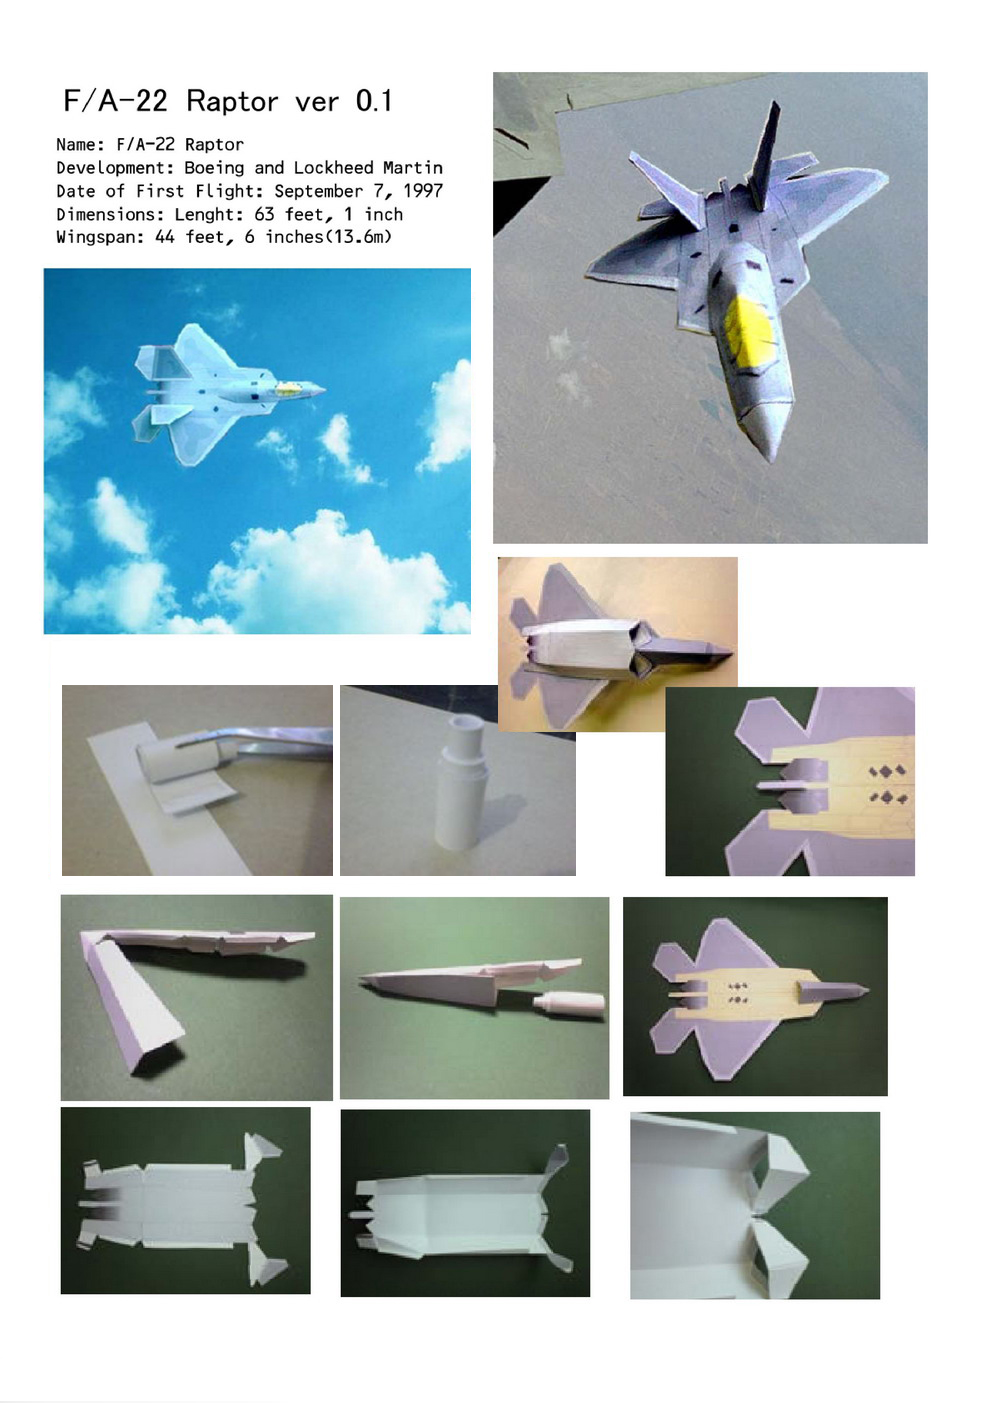 F/A-22 Raptor ver 0.1
Name: F/A-22 Raptor
Development: Boeing and Lockheed Martin
Date of First Flight: September 7, 1997
Dimensions: Lenght: 63 feet, 1 inch
Wingspan: 44 feet, 6 inches(13.6m)